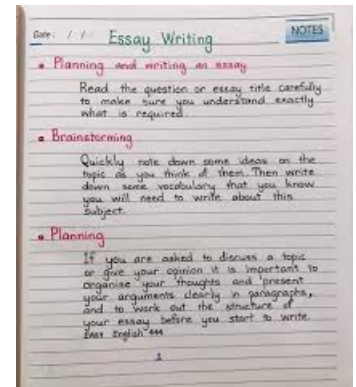 Date: / /
Essay Writing
NOTES
Planning and writing an essay
Read the question or essay title carefully
to make sure you understand exactly
what is required.
Brainstorming
Quickly note down some ideas on the
topic as you think of them. Then write
down some vocabulary that you know
you will need to write about this
subject.
Planning
If you are asked to discuss a topic
or give your opinion it is important to
organise your thoughts and present
your arguments clearly in paragraphs,
and to work out the structure of
your essay before you start to write.
English
1